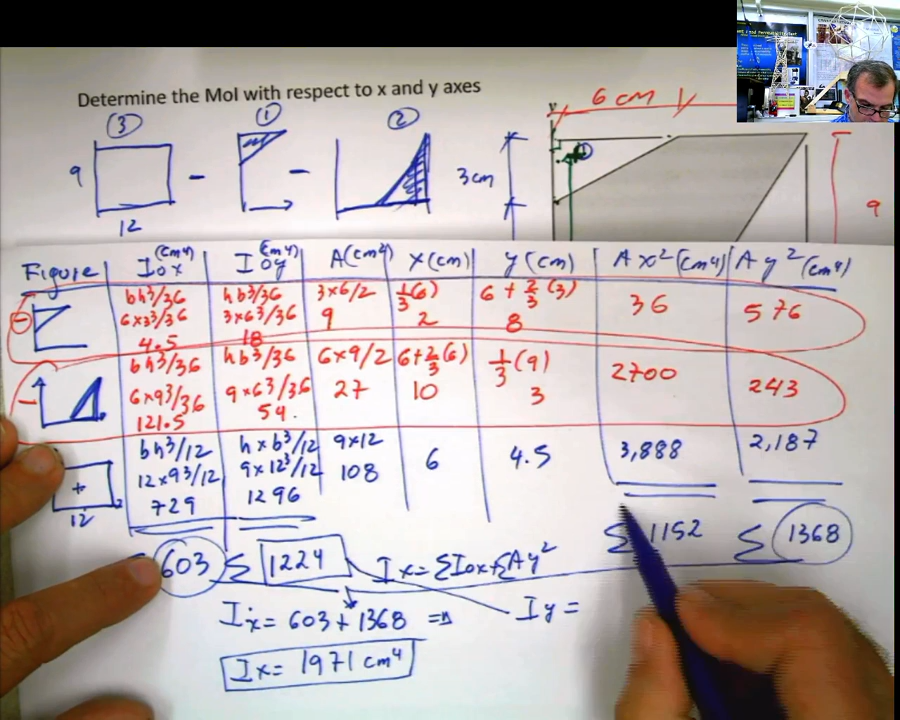 Determine the MoI with respect to x and y axes
6 cm
③ ① ②
9 - -
12
3cm
①
9
Figure Iox (cm⁴) Ioy (cm⁴) A(cm²) x(cm) y(cm) Ax²(cm⁴) Ay²(cm⁴)
- bh³/36 hb³/36 3x6/2 ⅓(6) 6+⅔(3) 36 576
6x3³/36 3x6³/36 9 2 8
4.5 18
- bh³/36 hb³/36 6x9/2 6+⅔(6) ⅓(9) 2700 243
6x9³/36 9x6³/36 27 10 3
121.5 54.
+ bh³/12 hxb³/12 9x12 6 4.5 3,888 2,187
12x9³/12 9x12³/12 108
12 729 1296
603 Σ 1224 Σ 1152 Σ 1368
Ix=ΣIox+ΣAy²
Ix= 603+1368 => Iy=
Ix= 1971 cm⁴